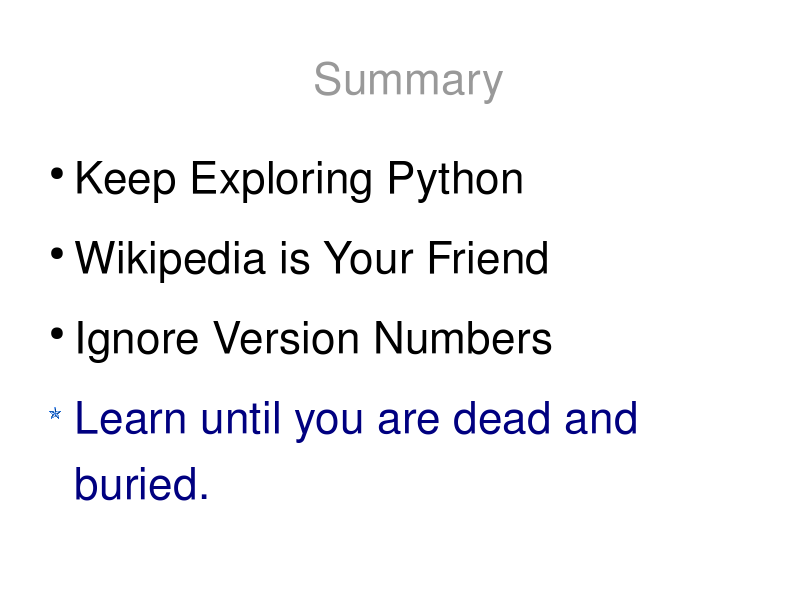 Summary
• Keep Exploring Python
• Wikipedia is Your Friend
• Ignore Version Numbers
* Learn until you are dead and
buried.